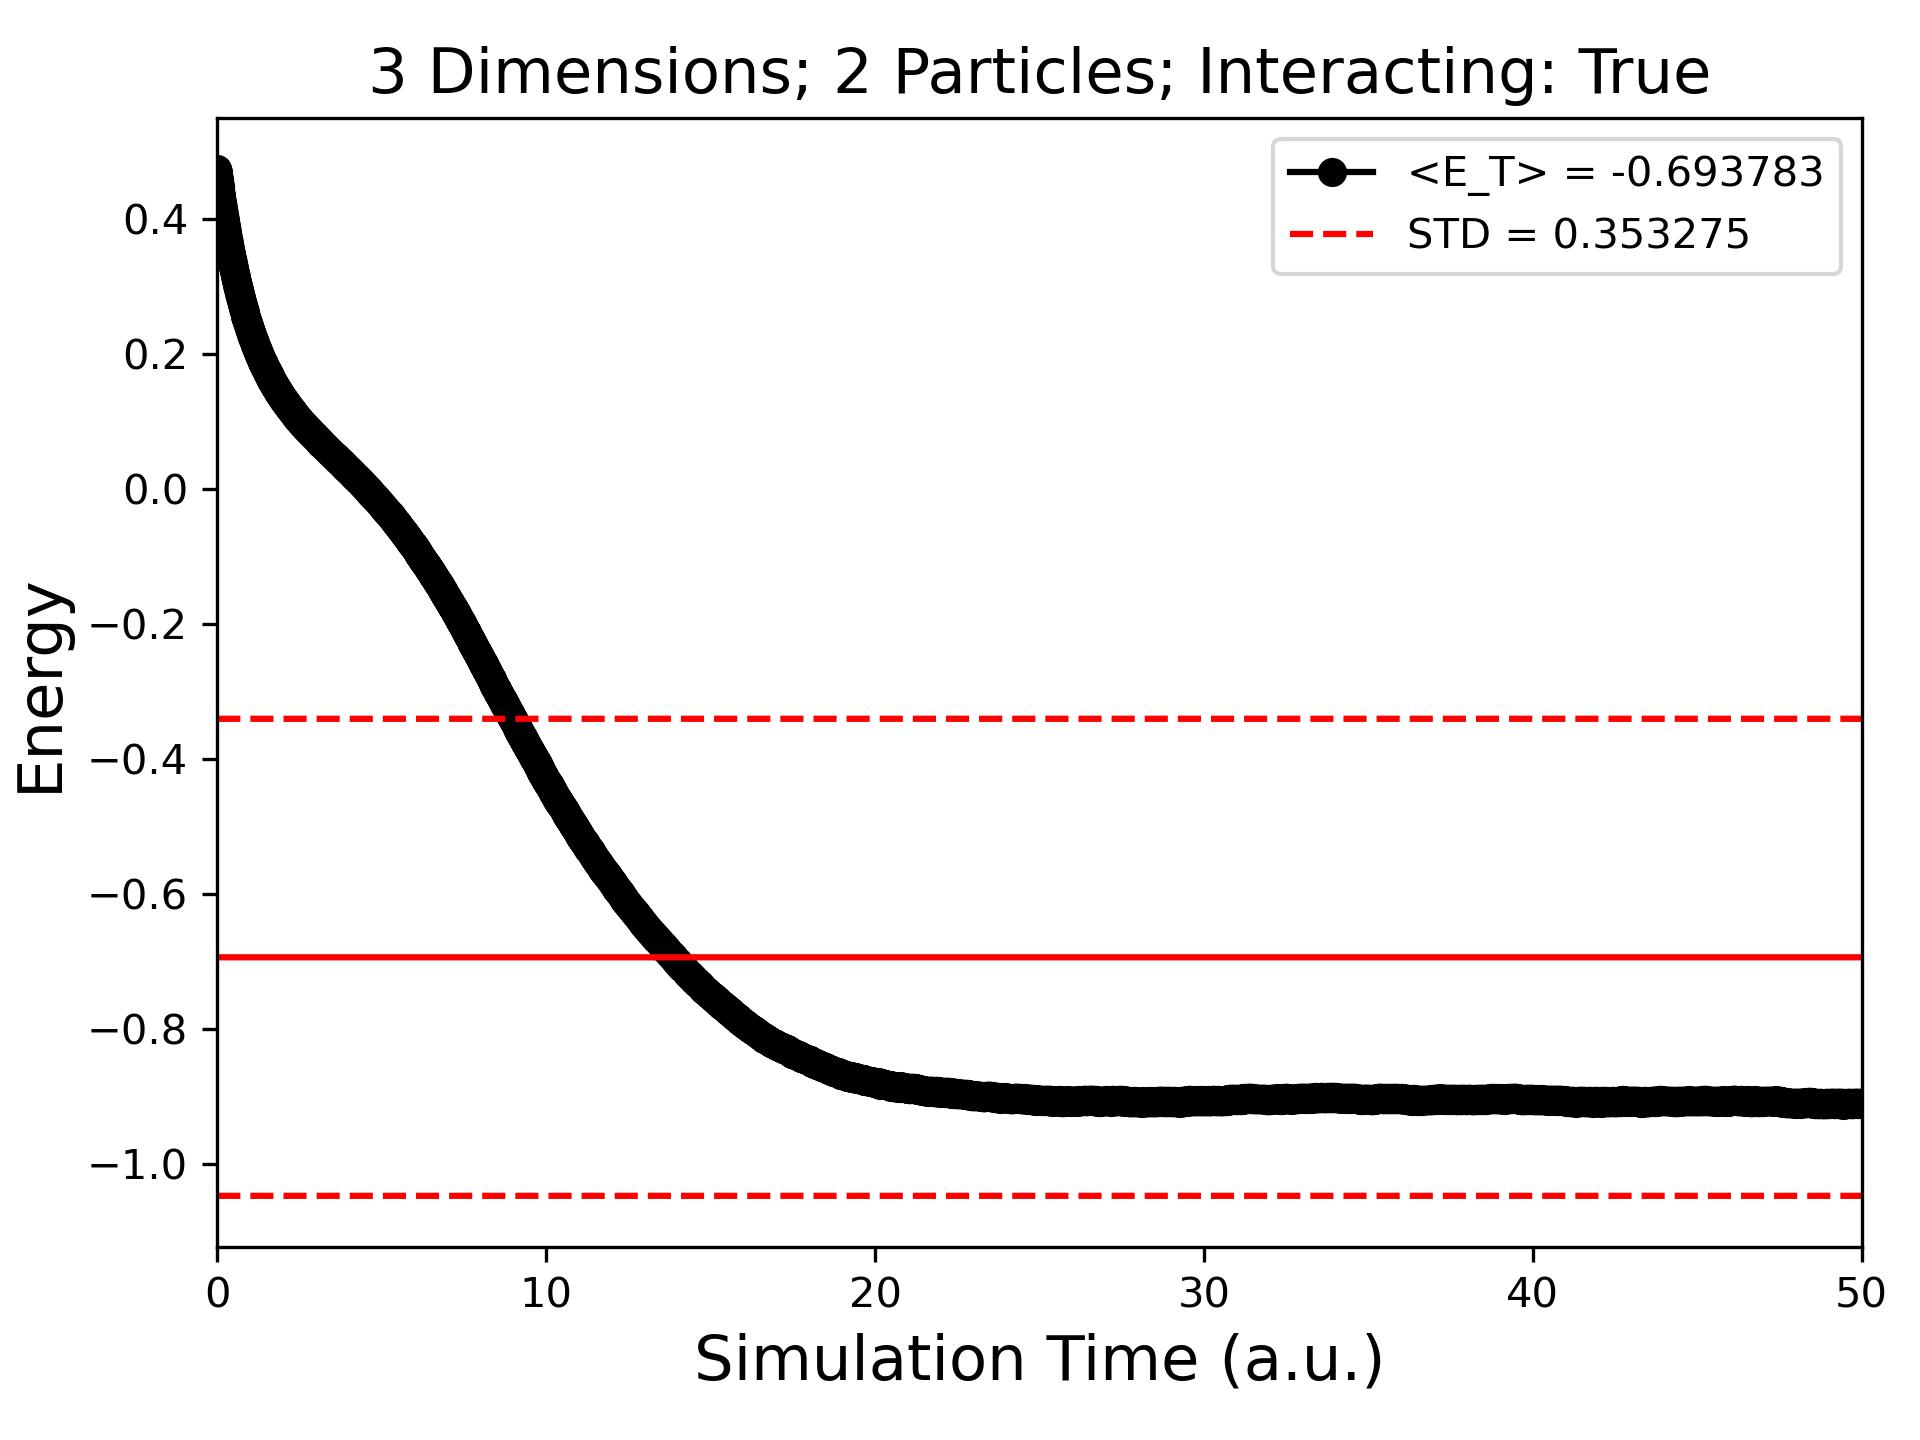 3 Dimensions; 2 Particles; Interacting: True
<E_T> = -0.693783
STD = 0.353275
Energy
0.4
0.2
0.0
−0.2
−0.4
−0.6
−0.8
−1.0
0 10 20 30 40 50
Simulation Time (a.u.)